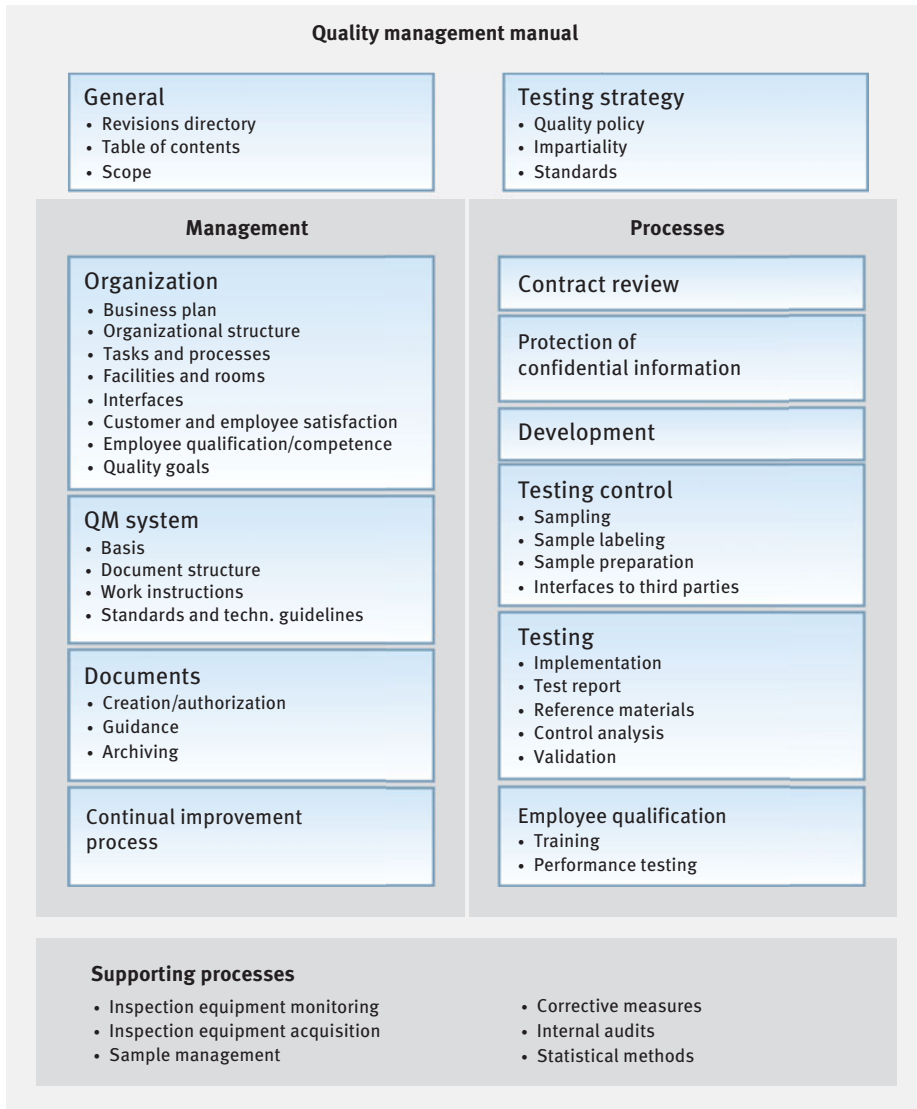 Quality management manual
General
• Revisions directory
• Table of contents
• Scope
Testing strategy
• Quality policy
• Impartiality
• Standards
Management
Organization
• Business plan
• Organizational structure
• Tasks and processes
• Facilities and rooms
• Interfaces
• Customer and employee satisfaction
• Employee qualification/competence
• Quality goals
QM system
• Basis
• Document structure
• Work instructions
• Standards and techn. guidelines
Documents
• Creation/authorization
• Guidance
• Archiving
Continual improvement
process
Processes
Contract review
Protection of
confidential information
Development
Testing control
• Sampling
• Sample labeling
• Sample preparation
• Interfaces to third parties
Testing
• Implementation
• Test report
• Reference materials
• Control analysis
• Validation
Employee qualification
• Training
• Performance testing
Supporting processes
• Inspection equipment monitoring
• Inspection equipment acquisition
• Sample management
• Corrective measures
• Internal audits
• Statistical methods